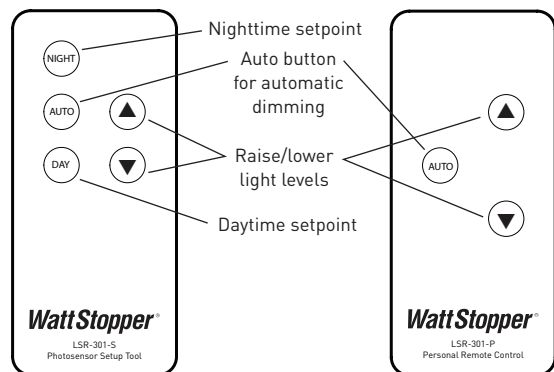 Nighttime setpoint
Auto button
for automatic
dimming
Raise/lower
light levels
Daytime setpoint
NIGHT
AUTO
DAY
WattStopper®
LSR-301-S
Photosensor Setup Tool
AUTO
WattStopper®
LSR-301-P
Personal Remote Control